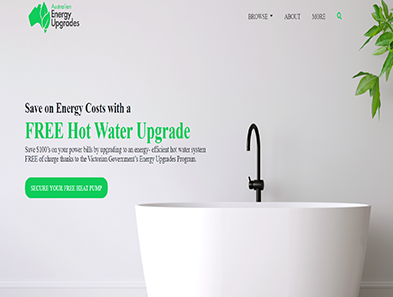 Australian
Energy
Upgrades
BROWSE
ABOUT
MORE
Save on Energy Costs with a
FREE Hot Water Upgrade
Save $100's on your power bills by upgrading to an energy- efficient hot water system
FREE of charge thanks to the Victorian Government's Energy Upgrades Program.
SECURE YOUR FREE HEAT PUMP